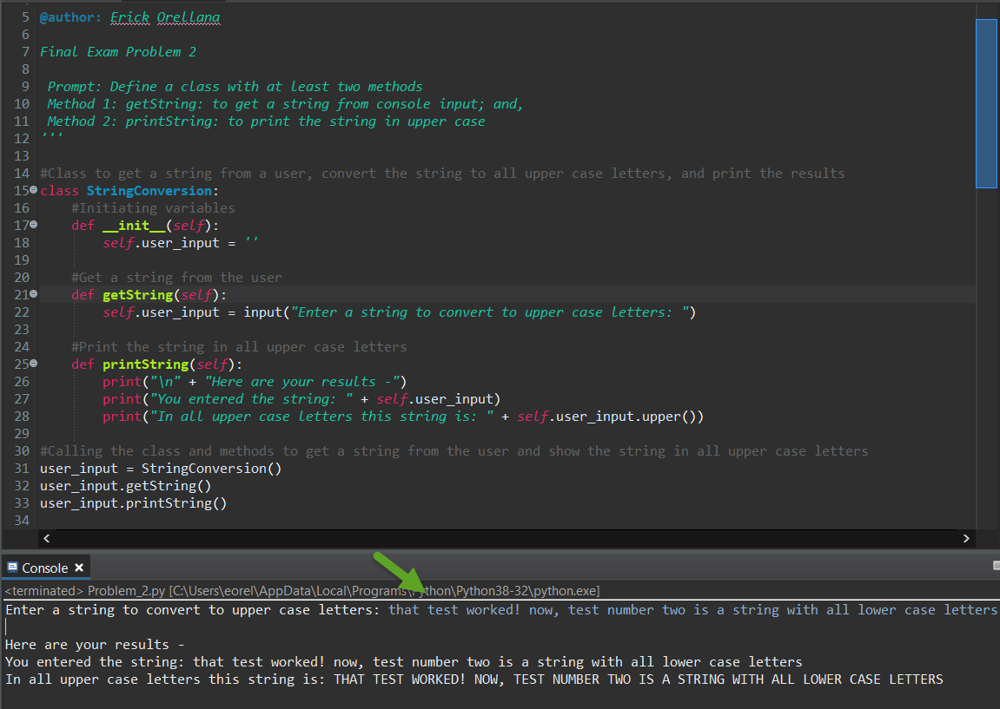 5 @author: Erick Orellana
6
7 Final Exam Problem 2
8
9 Prompt: Define a class with at least two methods
10 Method 1: getString: to get a string from console input; and,
11 Method 2: printString: to print the string in upper case
12 '''
13
14 #Class to get a string from a user, convert the string to all upper case letters, and print the results
15 class StringConversion:
16     #Initiating variables
17     def __init__(self):
18         self.user_input = ''
19
20     #Get a string from the user
21     def getString(self):
22         self.user_input = input("Enter a string to convert to upper case letters: ")
23
24     #Print the string in all upper case letters
25     def printString(self):
26         print("\n" + "Here are your results -")
27         print("You entered the string: " + self.user_input)
28         print("In all upper case letters this string is: " + self.user_input.upper())
29
30 #Calling the class and methods to get a string from the user and show the string in all upper case letters
31 user_input = StringConversion()
32 user_input.getString()
33 user_input.printString()
34
Console
<terminated> Problem_2.py [C:\Users\eorel\AppData\Local\Programs\Python\Python38-32\python.exe]
Enter a string to convert to upper case letters: that test worked! now, test number two is a string with all lower case letters
Here are your results -
You entered the string: that test worked! now, test number two is a string with all lower case letters
In all upper case letters this string is: THAT TEST WORKED! NOW, TEST NUMBER TWO IS A STRING WITH ALL LOWER CASE LETTERS